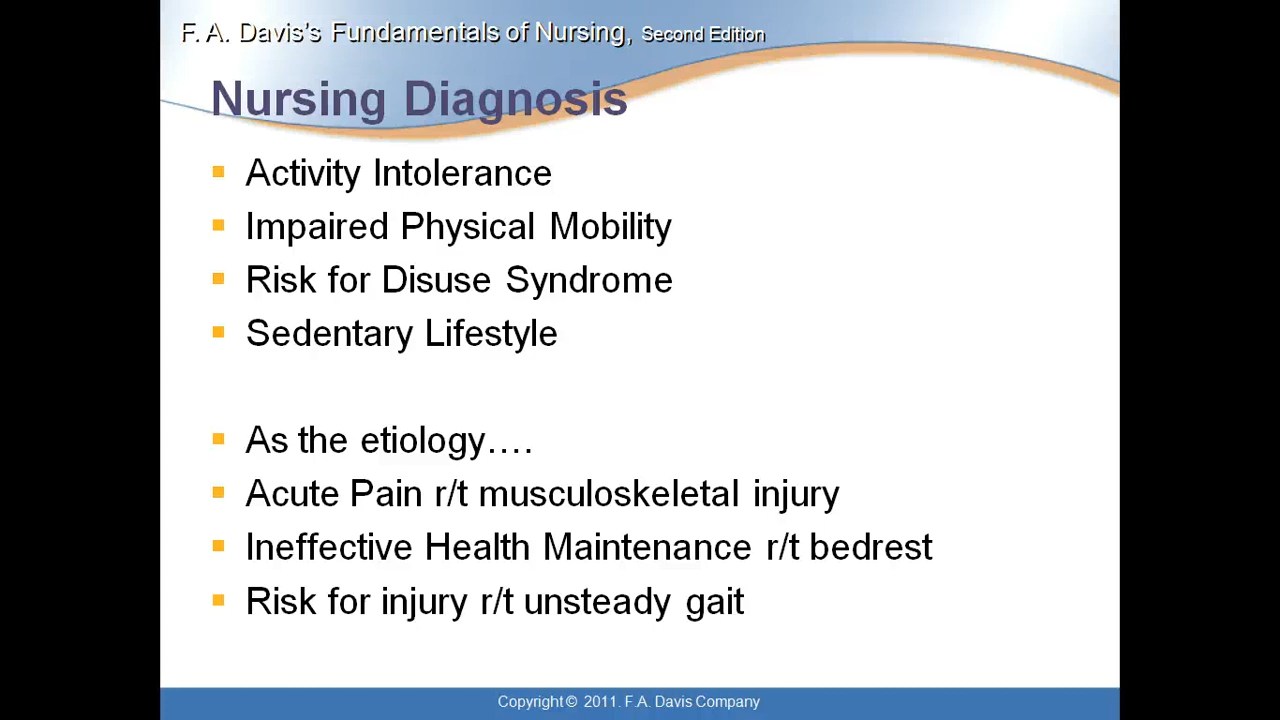 F. A. Davis's Fundamentals of Nursing, Second Edition
Nursing Diagnosis
▪ Activity Intolerance
▪ Impaired Physical Mobility
▪ Risk for Disuse Syndrome
▪ Sedentary Lifestyle
▪ As the etiology….
▪ Acute Pain r/t musculoskeletal injury
▪ Ineffective Health Maintenance r/t bedrest
▪ Risk for injury r/t unsteady gait
Copyright © 2011. F.A. Davis Company